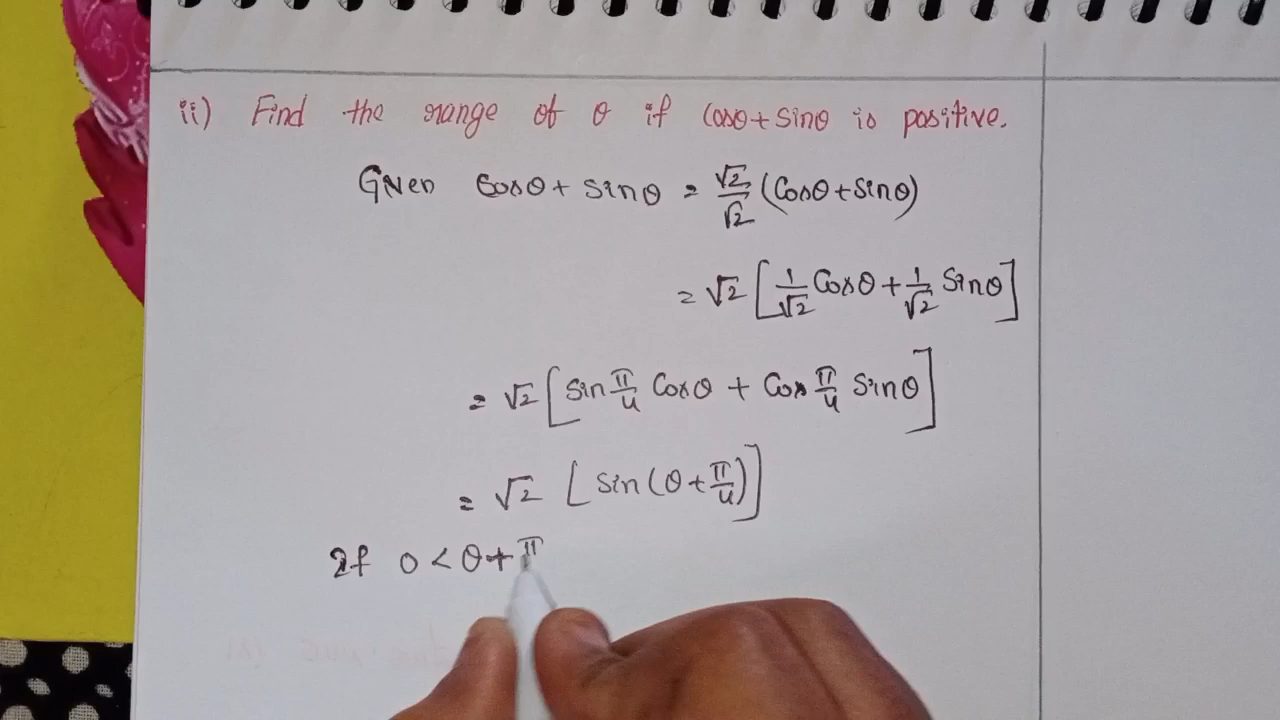 ii) Find the range of θ if Cosθ + Sinθ is positive.
Given Cosθ + Sinθ = √2/√2 (Cosθ + Sinθ)
= √2 [1/√2 Cosθ + 1/√2 Sinθ]
= √2 [Sin π/4 Cosθ + Cos π/4 Sinθ]
= √2 [Sin(θ + π/4)]
If 0 < θ + π